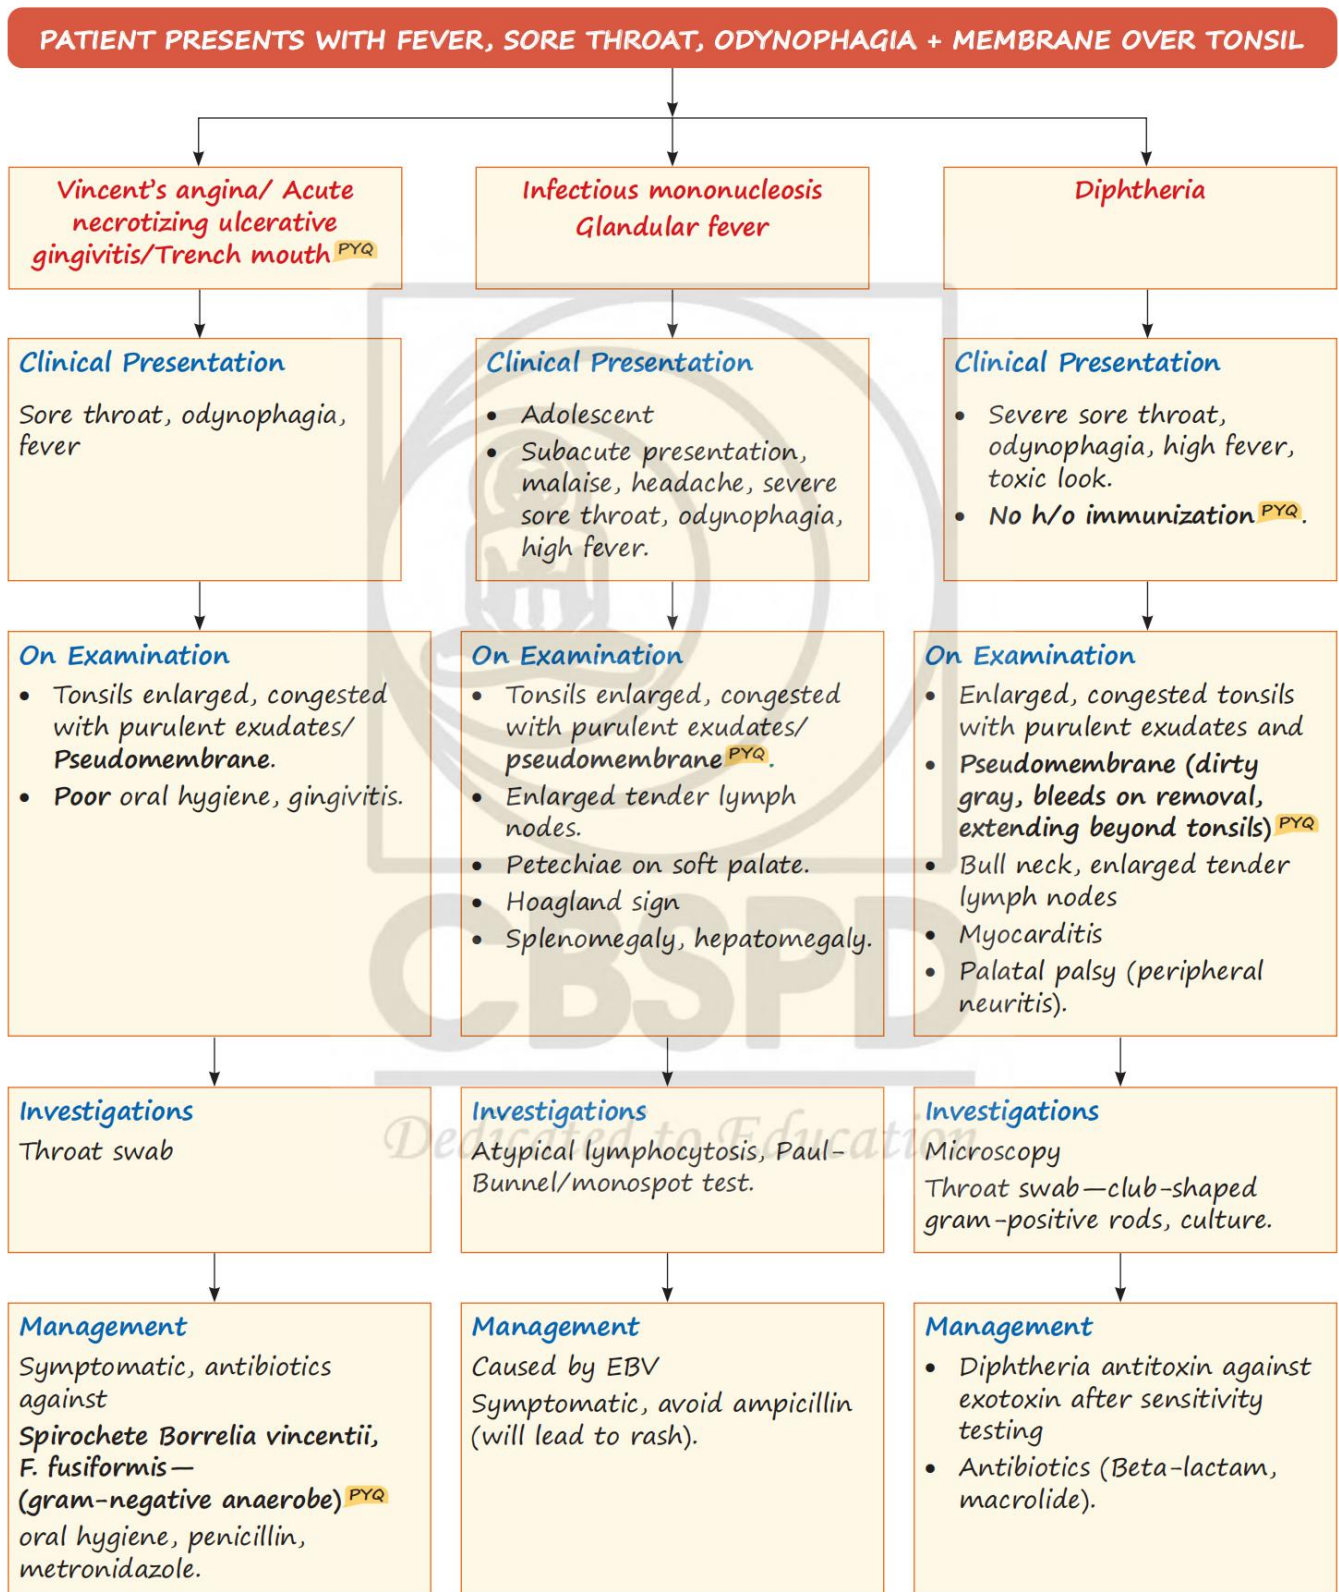 PATIENT PRESENTS WITH FEVER, SORE THROAT, ODYNOPHAGIA + MEMBRANE OVER TONSIL
Vincent's angina/ Acute
necrotizing ulcerative
gingivitis/Trench mouth PYQ
Clinical Presentation
Sore throat, odynophagia,
fever
On Examination
• Tonsils enlarged, congested
with purulent exudates/
Pseudomembrane.
• Poor oral hygiene, gingivitis.
Investigations
Throat swab
Management
Symptomatic, antibiotics
against
Spirochete Borrelia vincentii,
F. fusiformis—
(gram-negative anaerobe) PYQ
oral hygiene, penicillin,
metronidazole.
Infectious mononucleosis
Glandular fever
Clinical Presentation
• Adolescent
• Subacute presentation,
malaise, headache, severe
sore throat, odynophagia,
high fever.
On Examination
• Tonsils enlarged, congested
with purulent exudates/
pseudomembrane PYQ.
• Enlarged tender lymph
nodes.
• Petechiae on soft palate.
• Hoagland sign
• Splenomegaly, hepatomegaly.
Investigations
Atypical lymphocytosis, Paul-
Bunnel/monospot test.
Management
Caused by EBV
Symptomatic, avoid ampicillin
(will lead to rash).
Diphtheria
Clinical Presentation
• Severe sore throat,
odynophagia, high fever,
toxic look.
• No h/o immunization PYQ.
On Examination
• Enlarged, congested tonsils
with purulent exudates and
• Pseudomembrane (dirty
gray, bleeds on removal,
extending beyond tonsils) PYQ
• Bull neck, enlarged tender
lymph nodes
• Myocarditis
• Palatal palsy (peripheral
neuritis).
Investigations
Microscopy
Throat swab—club-shaped
gram-positive rods, culture.
Management
• Diphtheria antitoxin against
exotoxin after sensitivity
testing
• Antibiotics (Beta-lactam,
macrolide).
CBSPD
Dedicated to Education